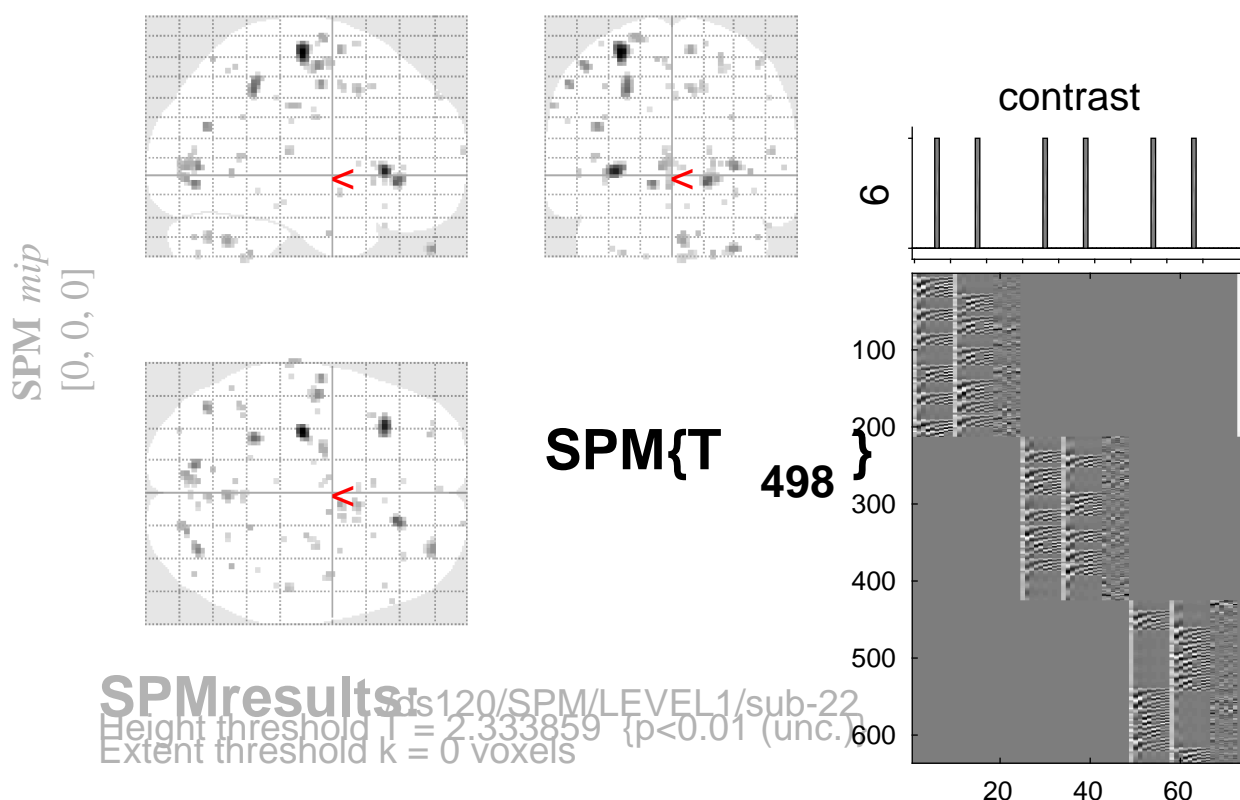 SPM mip
[0, 0, 0]
<
<
<
SPM{T 498 }
contrast
6
100
200
300
400
500
600
20 40 60
SPMresults: /ds120/SPM/LEVEL1/sub-22
Height threshold T = 2.333859 {p<0.01 (unc.)}
Extent threshold k = 0 voxels